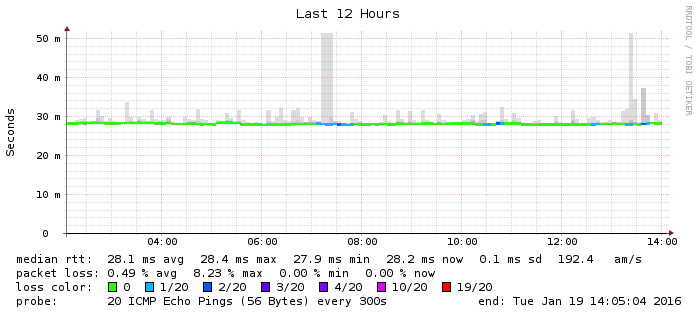 Last 12 Hours
RRDTOOL / TOBI OETIKER
Seconds
50 m
40 m
30 m
20 m
10 m
0
04:00 06:00 08:00 10:00 12:00 14:00
median rtt: 28.1 ms avg 28.4 ms max 27.9 ms min 28.2 ms now 0.1 ms sd 192.4 am/s
packet loss: 0.49 % avg 8.23 % max 0.00 % min 0.00 % now
loss color: 0 1/20 2/20 3/20 4/20 10/20 19/20
probe: 20 ICMP Echo Pings (56 Bytes) every 300s end: Tue Jan 19 14:05:04 2016